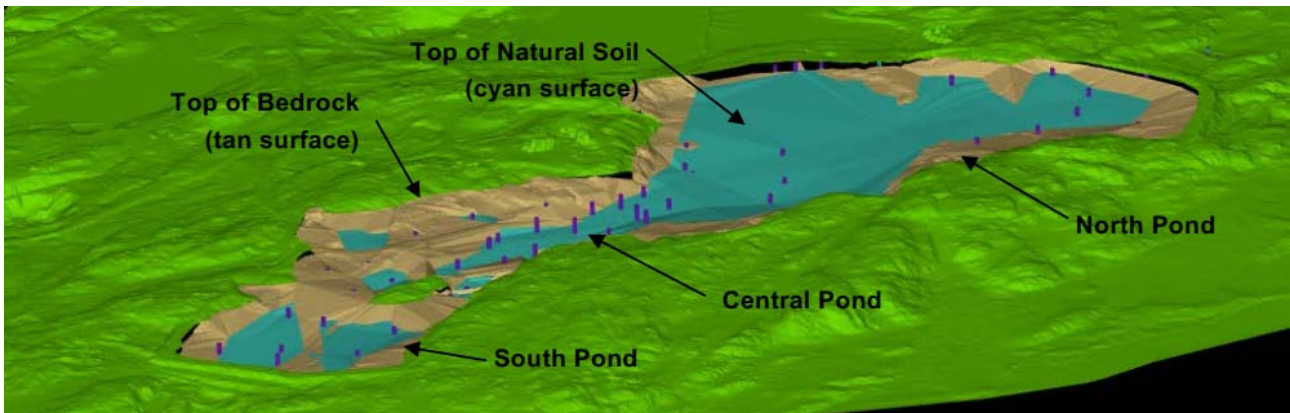 Top of Natural Soil
(cyan surface)
Top of Bedrock
(tan surface)
North Pond
Central Pond
South Pond